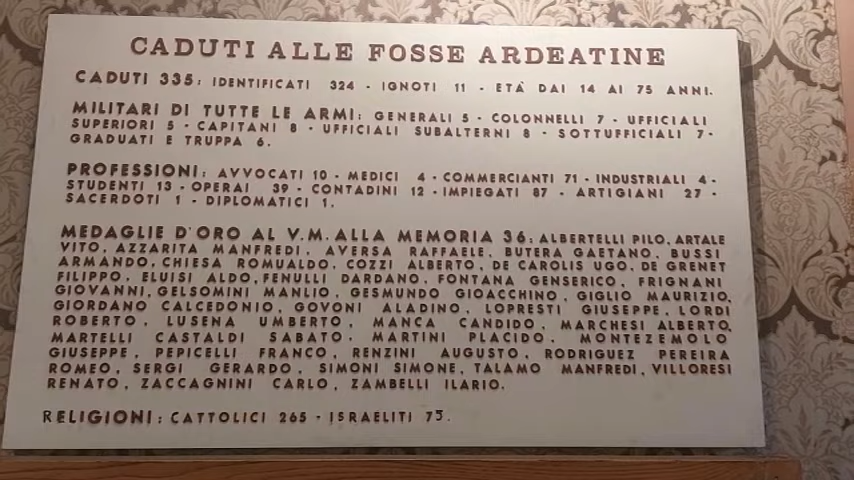 CADUTI ALLE FOSSE ARDEATINE
CADUTI 335: IDENTIFICATI 324 - IGNOTI 11 - ETÀ DAI 14 AI 75 ANNI.
MILITARI DI TUTTE LE ARMI: GENERALI 5 - COLONNELLI 7 - UFFICIALI
SUPERIORI 5 - CAPITANI 8 - UFFICIALI SUBALTERNI 8 - SOTTUFFICIALI 7-
GRADUATI E TRUPPA 6.
PROFESSIONI: AVVOCATI 10 - MEDICI 4 - COMMERCIANTI 71 - INDUSTRIALI 4 -
STUDENTI 13 - OPERAI 39 - CONTADINI 12 - IMPIEGATI 87 - ARTIGIANI 27 -
SACERDOTI 1 - DIPLOMATICI 1.
MEDAGLIE D'ORO AL V.M. ALLA MEMORIA 36: ALBERTELLI PILO, ARTALE
VITO, AZZARITA MANFREDI, AVERSA RAFFAELE, BUTERA GAETANO, BUSSI
ARMANDO, CHIESA ROMUALDO, COZZI ALBERTO, DE CAROLIS UGO, DE GRENET
FILIPPO, ELUISI ALDO, FENULLI DARDANO, FONTANA GENSERICO, FRIGNANI
GIOVANNI, GELSOMINI MANLIO, GESMUNDO GIOACCHINO, GIGLIO MAURIZIO,
GIORDANO CALCEDONIO, GOVONI ALADINO, LOPRESTI GIUSEPPE, LORDI
ROBERTO, LUSENA UMBERTO, MANCA CANDIDO, MARCHESI ALBERTO,
MARTELLI CASTALDI SABATO, MARTINI PLACIDO, MONTEZEMOLO
GIUSEPPE, PEPICELLI FRANCO, RENZINI AUGUSTO, RODRIGUEZ PEREIRA
ROMEO, SERGI GERARDO, SIMONI SIMONE, TALAMO MANFREDI, VILLORESI
RENATO, ZACCAGNINI CARLO, ZAMBELLI ILARIO.
RELIGIONI: CATTOLICI 265 - ISRAELITI 75.